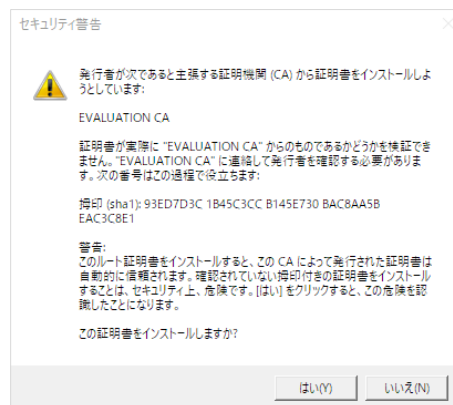 セキュリティ警告
発行者が次であると主張する証明機関 (CA) から証明書をインストールしよ
うとしています:
EVALUATION CA
証明書が実際に "EVALUATION CA" からのものであるかどうかを検証でき
ません。"EVALUATION CA" に連絡して発行者を確認する必要がありま
す。次の番号はこの過程で役立ちます:
拇印 (sha1): 93ED7D3C 1B45C3CC B145E730 BAC8AA5B
EAC3C8E1
警告:
このルート証明書をインストールすると、この CA によって発行された証明書は
自動的に信頼されます。確認されていない拇印付きの証明書をインストール
することは、セキュリティ上、危険です。[はい] をクリックすると、この危険を認
識したことになります。
この証明書をインストールしますか?
はい(Y)
いいえ(N)